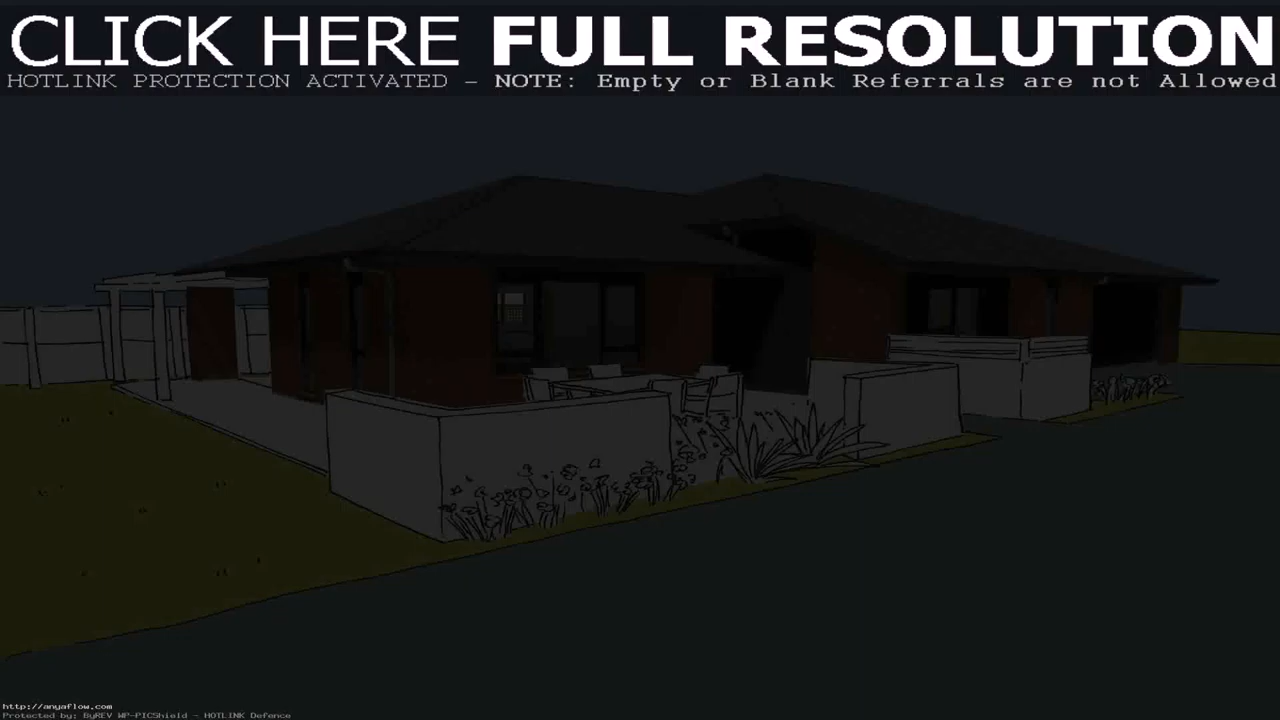 CLICK HERE FULL RESOLUTION
HOTLINK PROTECTION ACTIVATED - NOTE: Empty or Blank Referrals are not Allowed
http://anyaflow.com
Protected by: ByREV WP-PICShield - HOTLINK Defence